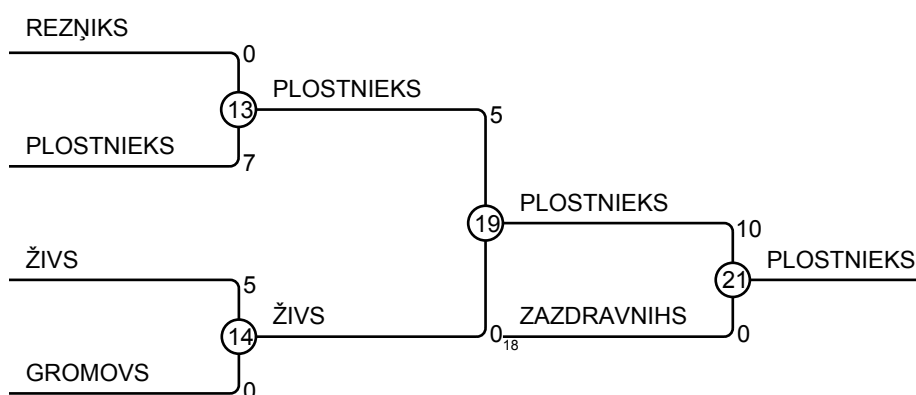 REZŅIKS
0
13
PLOSTNIEKS
5
PLOSTNIEKS
7
19
PLOSTNIEKS
10
ŽIVS
5
21
PLOSTNIEKS
14
ŽIVS
0
18
ZAZDRAVNIHS
0
GROMOVS
0